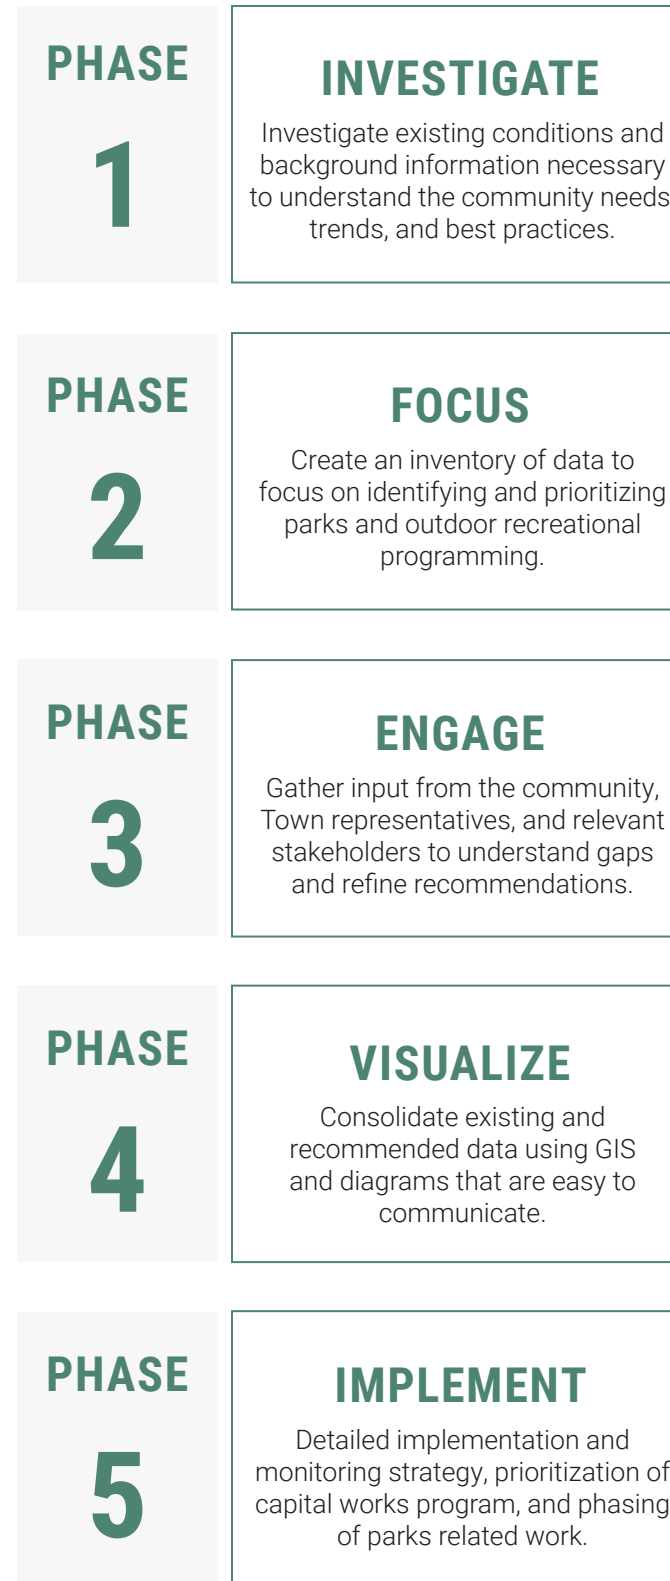 PHASE
1
INVESTIGATE
Investigate existing conditions and
background information necessary
to understand the community needs
trends, and best practices.
PHASE
2
FOCUS
Create an inventory of data to
focus on identifying and prioritizing
parks and outdoor recreational
programming.
PHASE
3
ENGAGE
Gather input from the community,
Town representatives, and relevant
stakeholders to understand gaps
and refine recommendations.
PHASE
4
VISUALIZE
Consolidate existing and
recommended data using GIS
and diagrams that are easy to
communicate.
PHASE
5
IMPLEMENT
Detailed implementation and
monitoring strategy, prioritization of
capital works program, and phasing
of parks related work.